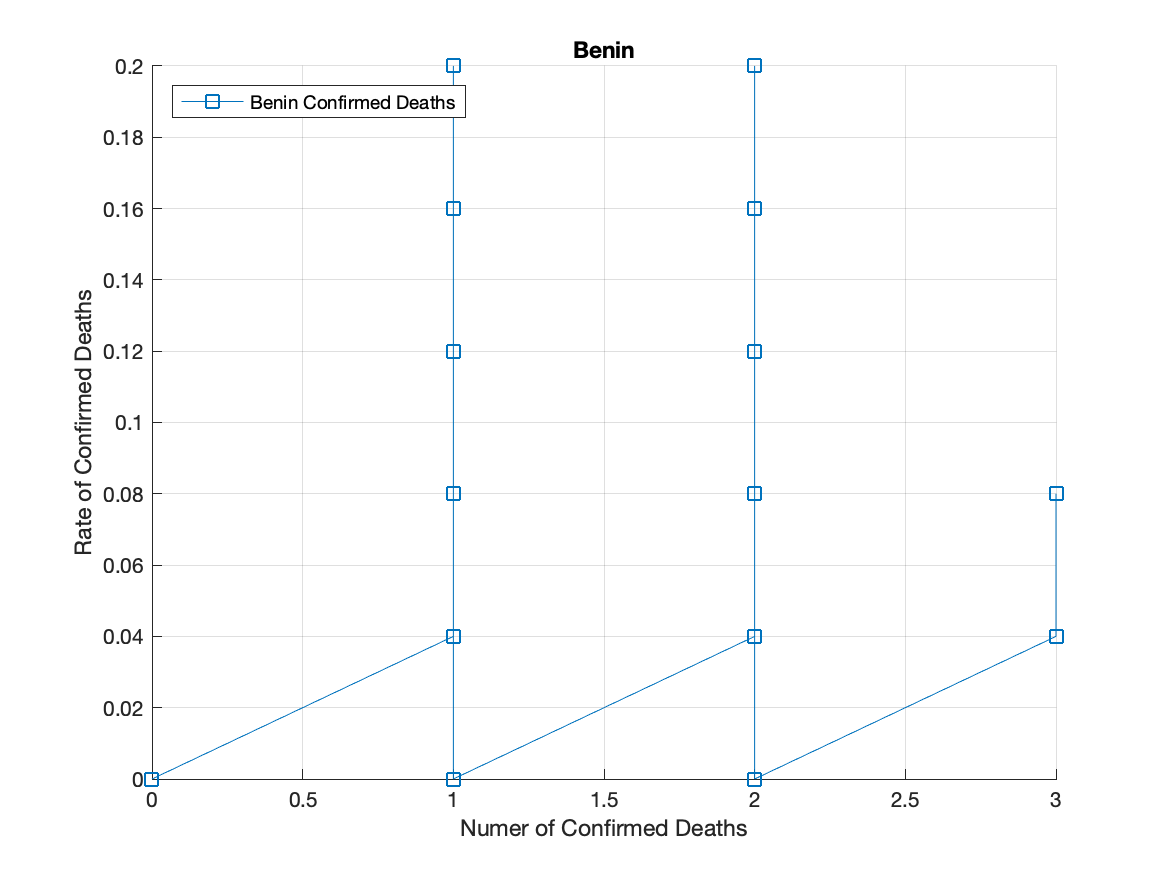 Benin
Benin Confirmed Deaths
0.2
0.18
0.16
0.14
0.12
0.1
0.08
0.06
0.04
0.02
0
Rate of Confirmed Deaths
0 0.5 1 1.5 2 2.5 3
Numer of Confirmed Deaths